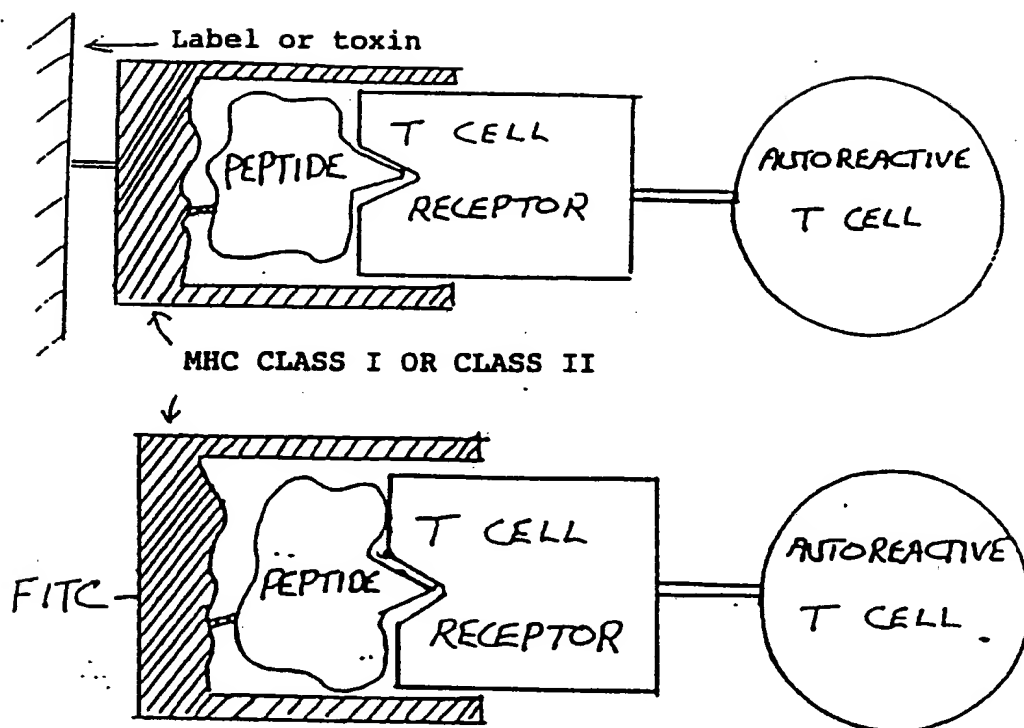 Label or toxin
T CELL
RECEPTOR
PEPTIDE
AUTOREACTIVE
T CELL
MHC CLASS I OR CLASS II
FITC
PEPTIDE
T CELL
RECEPTOR
AUTOREACTIVE
T CELL